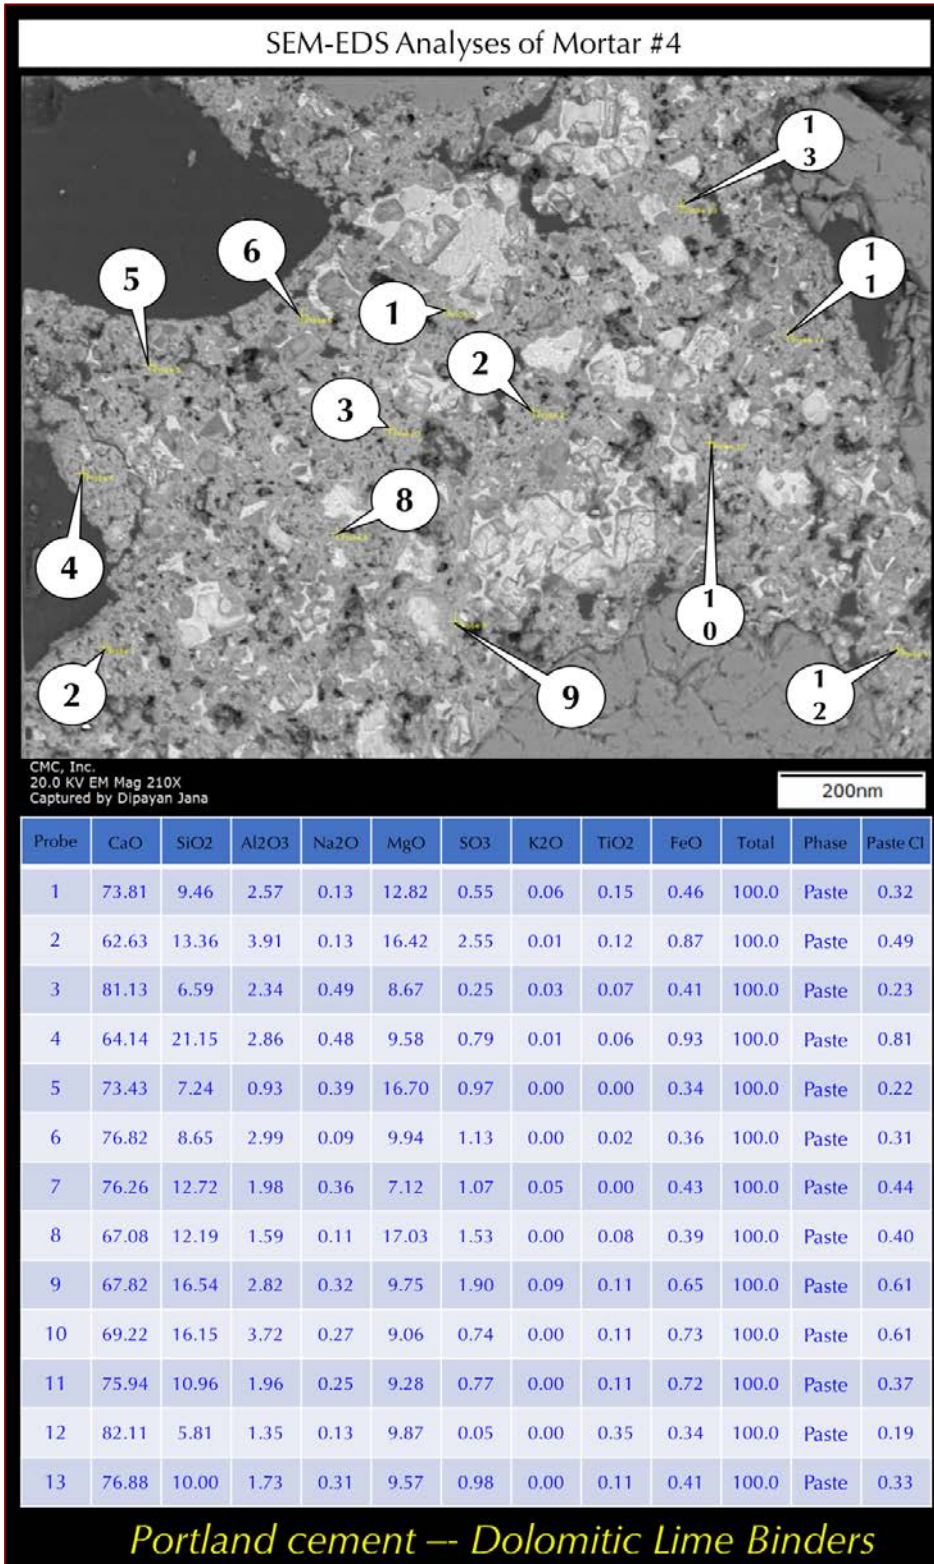 SEM-EDS Analyses of Mortar #4
1
3
1
1
6
5
1
2
3
8
4
1
0
2
9
1
2
CMC, Inc.
20.0 KV EM Mag 210X
Captured by Dipayan Jana
200nm
Probe CaO SiO2 Al2O3 Na2O MgO SO3 K2O TiO2 FeO Total Phase Paste CI
1 73.81 9.46 2.57 0.13 12.82 0.55 0.06 0.15 0.46 100.0 Paste 0.32
2 62.63 13.36 3.91 0.13 16.42 2.55 0.01 0.12 0.87 100.0 Paste 0.49
3 81.13 6.59 2.34 0.49 8.67 0.25 0.03 0.07 0.41 100.0 Paste 0.23
4 64.14 21.15 2.86 0.48 9.58 0.79 0.01 0.06 0.93 100.0 Paste 0.81
5 73.43 7.24 0.93 0.39 16.70 0.97 0.00 0.00 0.34 100.0 Paste 0.22
6 76.82 8.65 2.99 0.09 9.94 1.13 0.00 0.02 0.36 100.0 Paste 0.31
7 76.26 12.72 1.98 0.36 7.12 1.07 0.05 0.00 0.43 100.0 Paste 0.44
8 67.08 12.19 1.59 0.11 17.03 1.53 0.00 0.08 0.39 100.0 Paste 0.40
9 67.82 16.54 2.82 0.32 9.75 1.90 0.09 0.11 0.65 100.0 Paste 0.61
10 69.22 16.15 3.72 0.27 9.06 0.74 0.00 0.11 0.73 100.0 Paste 0.61
11 75.94 10.96 1.96 0.25 9.28 0.77 0.00 0.11 0.72 100.0 Paste 0.37
12 82.11 5.81 1.35 0.13 9.87 0.05 0.00 0.35 0.34 100.0 Paste 0.19
13 76.88 10.00 1.73 0.31 9.57 0.98 0.00 0.11 0.41 100.0 Paste 0.33
Portland cement –- Dolomitic Lime Binders